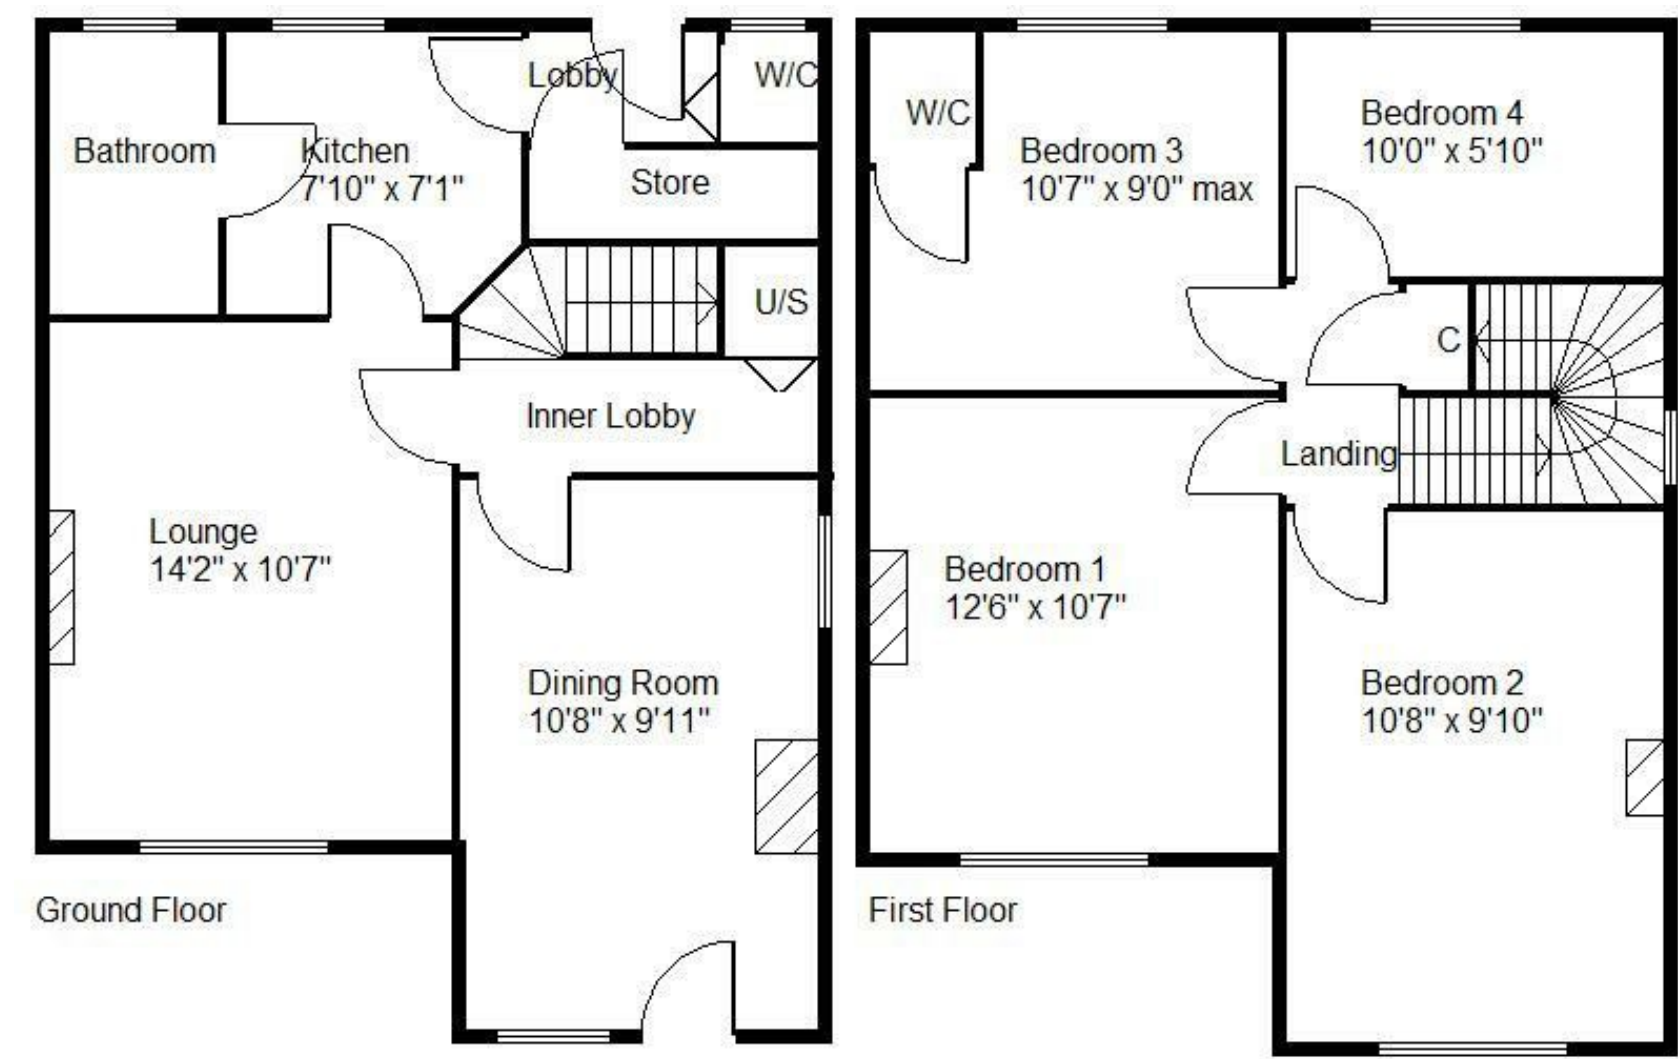 Lobby
W/C
Bathroom
Kitchen
7'10" x 7'1"
Store
U/S
Inner Lobby
Lounge
14'2" x 10'7"
Dining Room
10'8" x 9'11"
Ground Floor
W/C
Bedroom 3
10'7" x 9'0" max
Bedroom 4
10'0" x 5'10"
C
Landing
Bedroom 1
12'6" x 10'7"
Bedroom 2
10'8" x 9'10"
First Floor